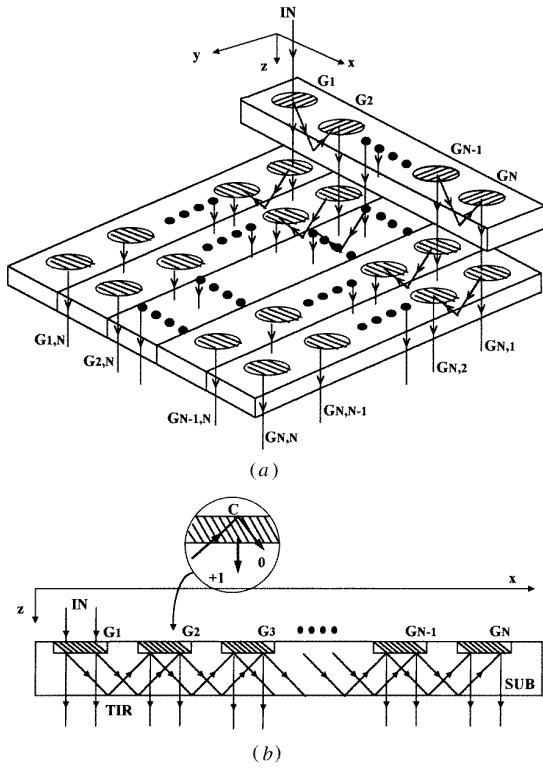 IN
y
x
z
G1
G2
GN-1
GN
G1,N
G2,N
GN-1,N
GN,N
GN,N-1
GN,2
GN,1
(a)
C
+1
0
x
z
IN
G1
G2
G3
GN-1
GN
SUB
TIR
(b)